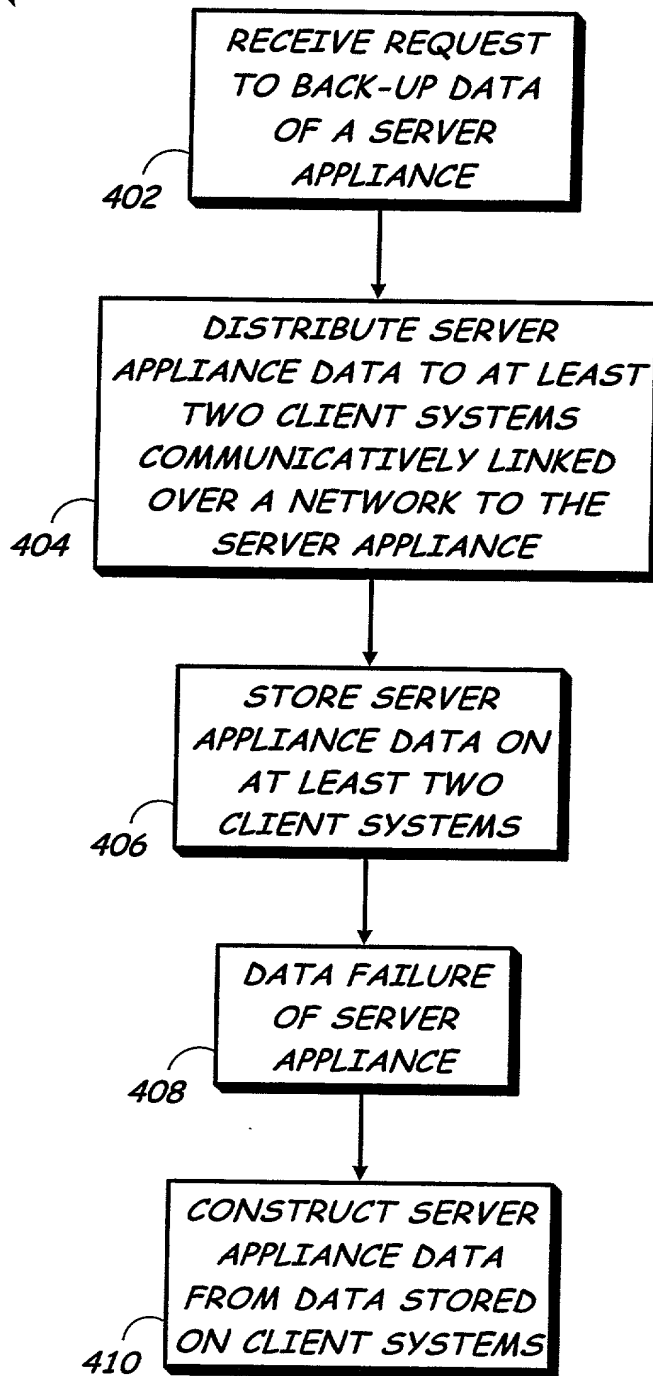 RECEIVE REQUEST
TO BACK-UP DATA
OF A SERVER
APPLIANCE
402
DISTRIBUTE SERVER
APPLIANCE DATA TO AT LEAST
TWO CLIENT SYSTEMS
COMMUNICATIVELY LINKED
OVER A NETWORK TO THE
SERVER APPLIANCE
404
STORE SERVER
APPLIANCE DATA ON
AT LEAST TWO
CLIENT SYSTEMS
406
DATA FAILURE
OF SERVER
APPLIANCE
408
CONSTRUCT SERVER
APPLIANCE DATA
FROM DATA STORED
ON CLIENT SYSTEMS
410